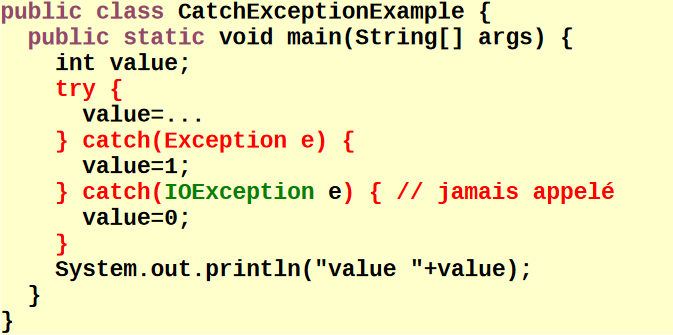 public class CatchExceptionExample {
  public static void main(String[] args) {
    int value;
    try {
      value=...
    } catch(Exception e) {
      value=1;
    } catch(IOException e) { // jamais appelé
      value=0;
    }
    System.out.println("value "+value);
  }
}